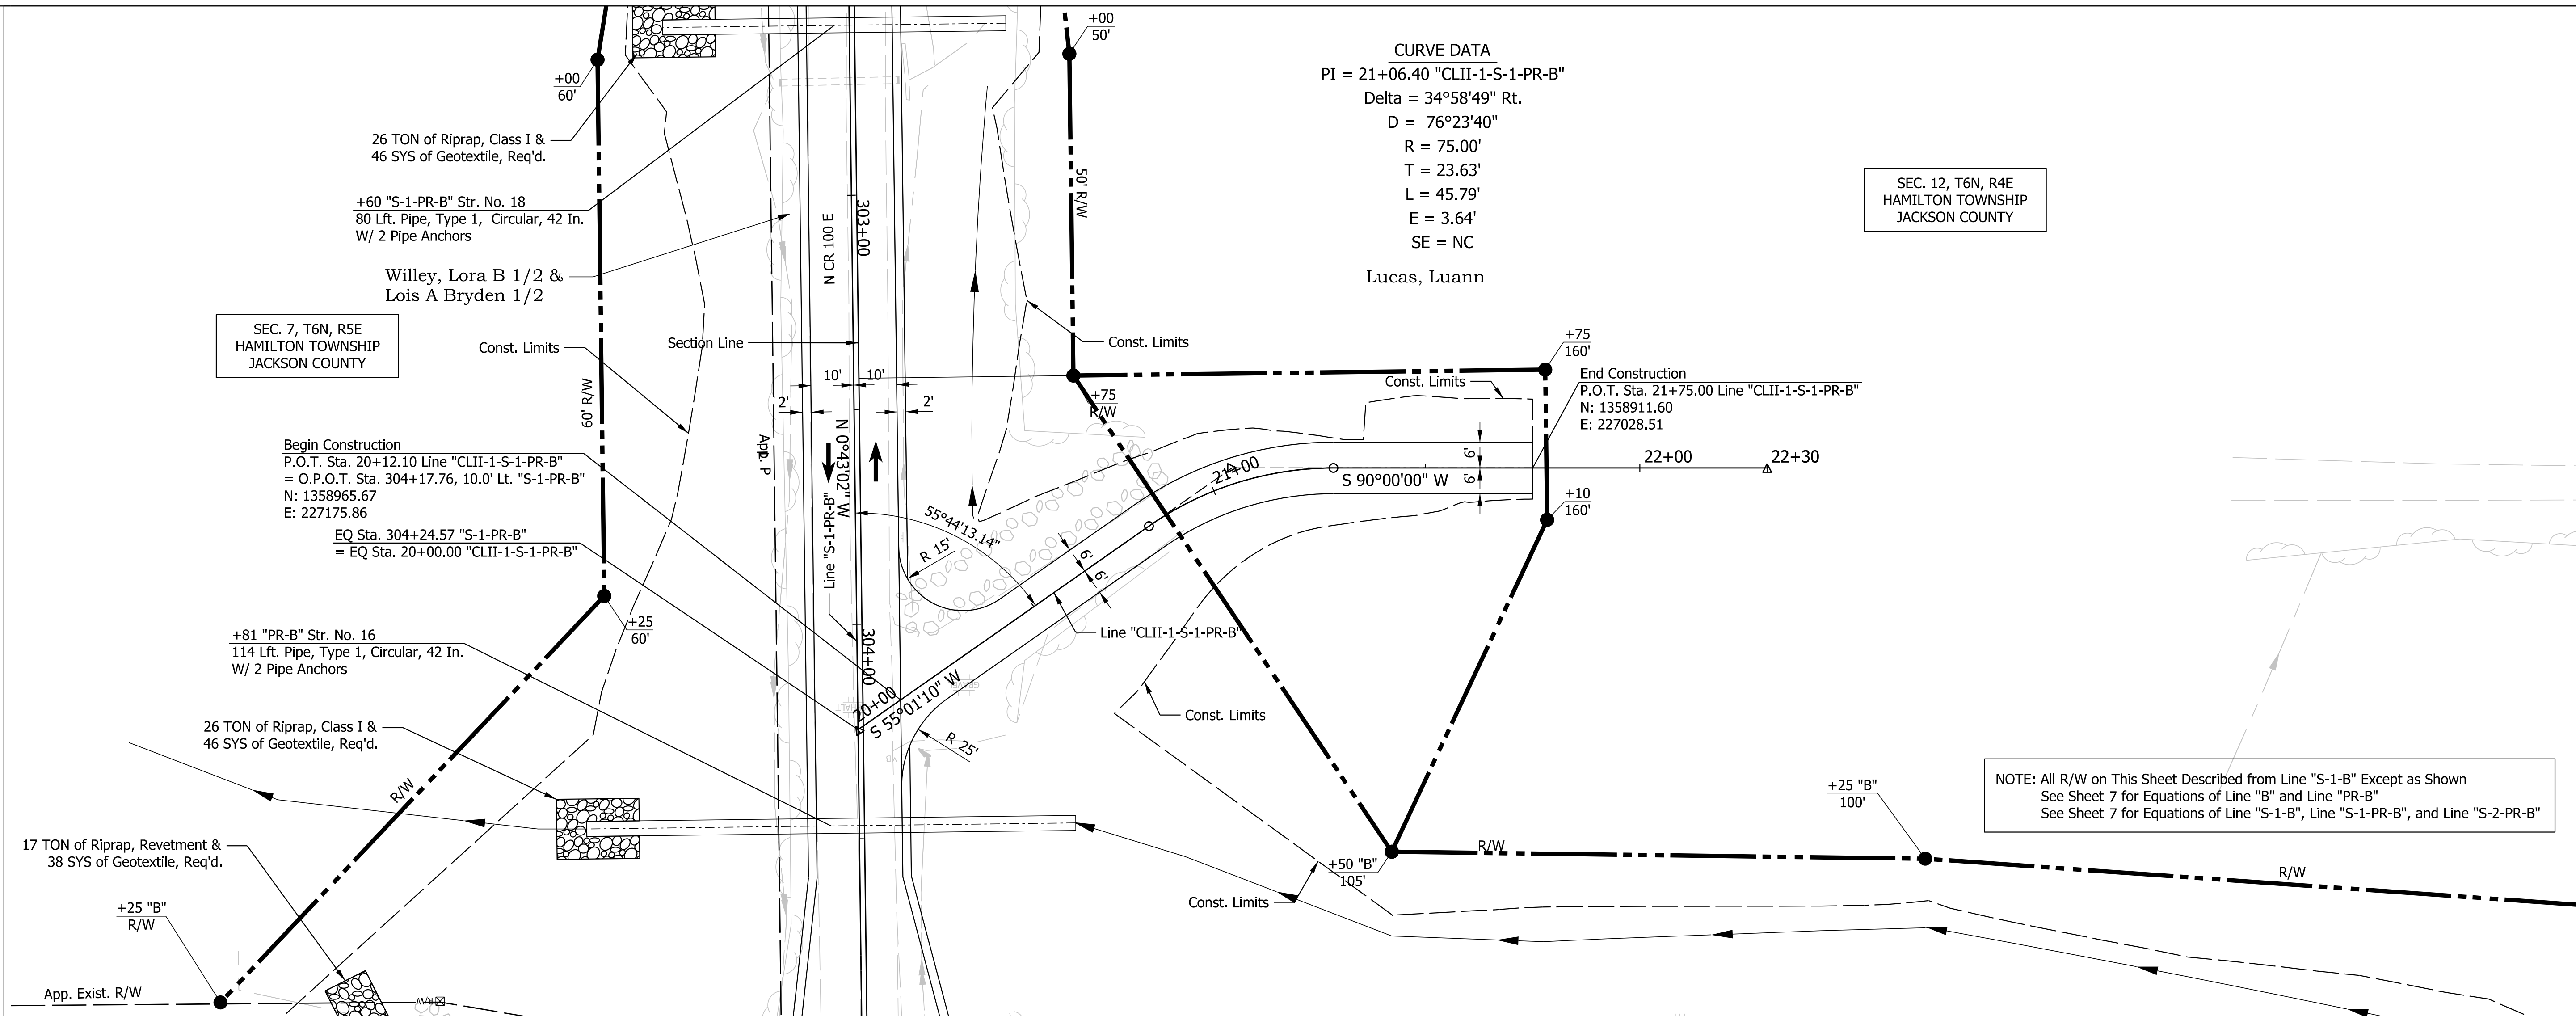 +00
50'
CURVE DATA
PI = 21+06.40 "CLII-1-S-1-PR-B"
Delta = 34°58'49" Rt.
D = 76°23'40"
R = 75.00'
T = 23.63'
L = 45.79'
E = 3.64'
SE = NC
Lucas, Luann
SEC. 12, T6N, R4E
HAMILTON TOWNSHIP
JACKSON COUNTY
+00
60'
26 TON of Riprap, Class I &
46 SYS of Geotextile, Req'd.
+60 "S-1-PR-B" Str. No. 18
80 Lft. Pipe, Type 1, Circular, 42 In.
W/ 2 Pipe Anchors
Willey, Lora B 1/2 &
Lois A Bryden 1/2
SEC. 7, T6N, R5E
HAMILTON TOWNSHIP
JACKSON COUNTY
Const. Limits
60' R/W
Section Line
N CR 100 E
303+00
50' R/W
Const. Limits
10'
10'
2'
2'
App. P
N 0°43'02" W
Line "S-1-PR-B"
+75
R/W
Const. Limits
+75
160'
End Construction
P.O.T. Sta. 21+75.00 Line "CLII-1-S-1-PR-B"
N: 1358911.60
E: 227028.51
Begin Construction
P.O.T. Sta. 20+12.10 Line "CLII-1-S-1-PR-B"
= O.P.O.T. Sta. 304+17.76, 10.0' Lt. "S-1-PR-B"
N: 1358965.67
E: 227175.86
EQ Sta. 304+24.57 "S-1-PR-B"
= EQ Sta. 20+00.00 "CLII-1-S-1-PR-B"
55°44'13.14"
R 15'
6'
6'
21+00
9'
9'
S 90°00'00" W
22+00
22+30
+10
160'
+25
60'
+81 "PR-B" Str. No. 16
114 Lft. Pipe, Type 1, Circular, 42 In.
W/ 2 Pipe Anchors
304+00
20+00
S 55°01'10" W
Line "CLII-1-S-1-PR-B"
R 25'
MB
Const. Limits
26 TON of Riprap, Class I &
46 SYS of Geotextile, Req'd.
R/W
17 TON of Riprap, Revetment &
38 SYS of Geotextile, Req'd.
+25 "B"
R/W
App. Exist. R/W
Const. Limits
+50 "B"
105'
R/W
+25 "B"
100'
R/W
NOTE: All R/W on This Sheet Described from Line "S-1-B" Except as Shown
See Sheet 7 for Equations of Line "B" and Line "PR-B"
See Sheet 7 for Equations of Line "S-1-B", Line "S-1-PR-B", and Line "S-2-PR-B"